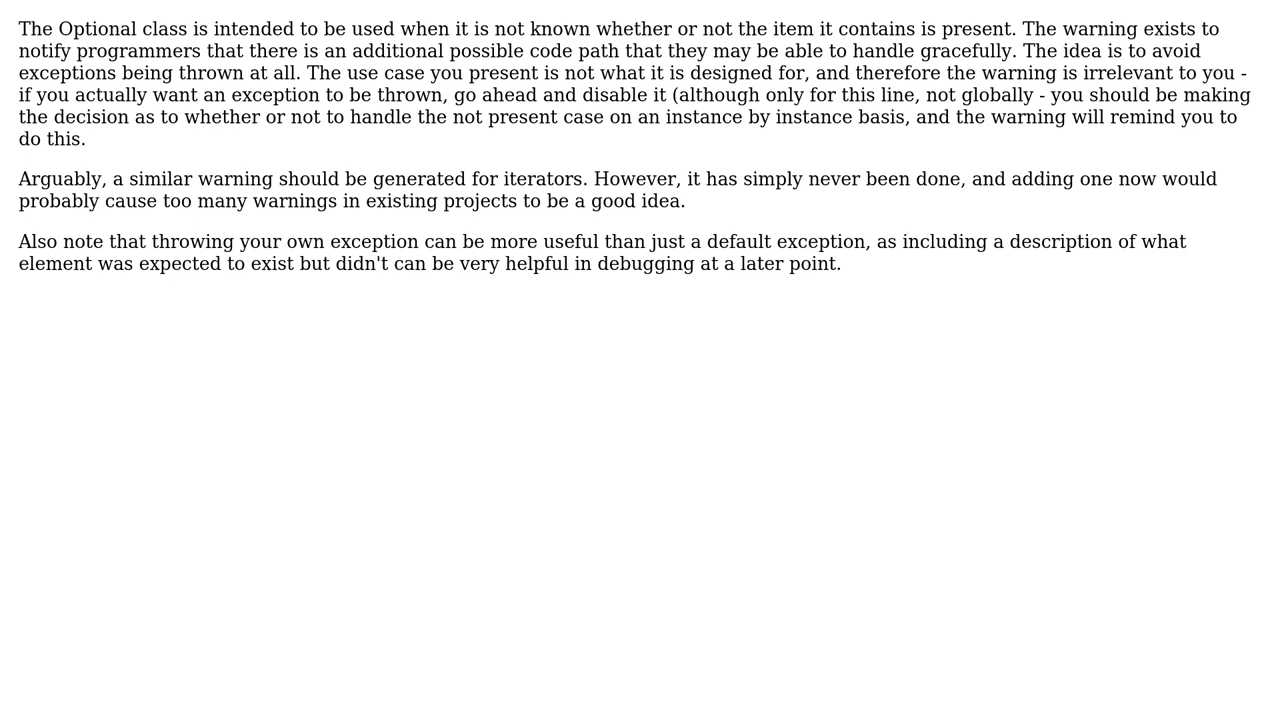 The Optional class is intended to be used when it is not known whether or not the item it contains is present. The warning exists to
notify programmers that there is an additional possible code path that they may be able to handle gracefully. The idea is to avoid
exceptions being thrown at all. The use case you present is not what it is designed for, and therefore the warning is irrelevant to you -
if you actually want an exception to be thrown, go ahead and disable it (although only for this line, not globally - you should be making
the decision as to whether or not to handle the not present case on an instance by instance basis, and the warning will remind you to
do this.
Arguably, a similar warning should be generated for iterators. However, it has simply never been done, and adding one now would
probably cause too many warnings in existing projects to be a good idea.
Also note that throwing your own exception can be more useful than just a default exception, as including a description of what
element was expected to exist but didn't can be very helpful in debugging at a later point.